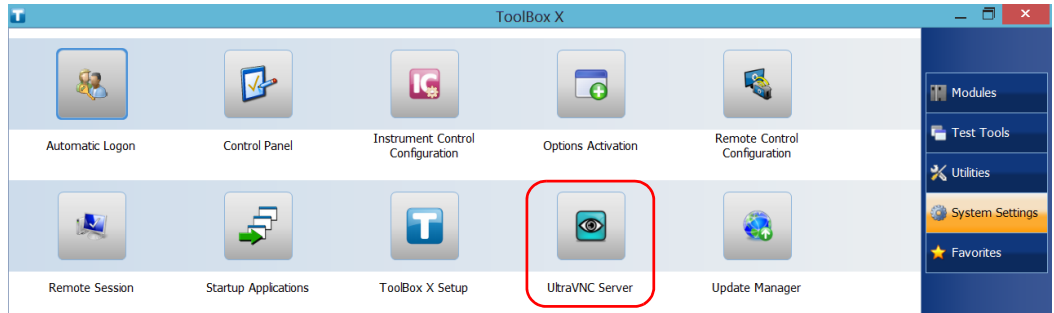 ToolBox X
Automatic Logon
Control Panel
Instrument Control
Configuration
Options Activation
Remote Control
Configuration
Remote Session
Startup Applications
ToolBox X Setup
UltraVNC Server
Update Manager
Modules
Test Tools
Utilities
System Settings
Favorites